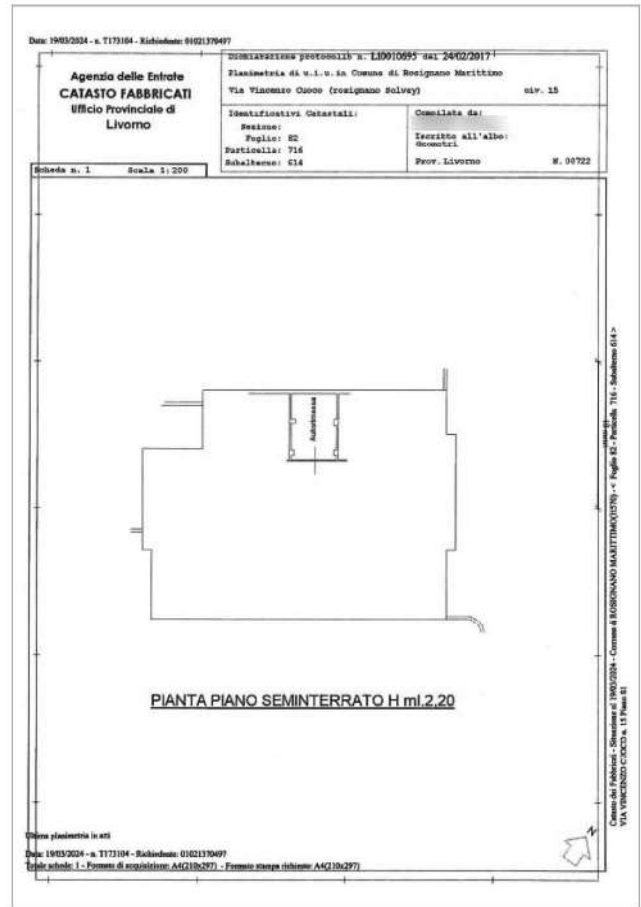 Data: 19/03/2024 - n. T173104 - Richiedente: 01021370497
Agenzia delle Entrate
CATASTO FABBRICATI
Ufficio Provinciale di
Livorno
Dichiarazione protocollo n. LI0010695 del 24/02/2017
Planimetria di u.i.u.in Comune di Rosignano Marittimo
Via Vincenzo Cuoco (rosignano Solvay) civ. 15
Identificativi Catastali:
Sezione:
Foglio: 82
Particella: 716
Subalterno: 614
Compilata da:
Iscritto all'albo:
Geometri
Prov. Livorno N. 00722
Scheda n. 1 Scala 1:200
Autorimessa
PIANTA PIANO SEMINTERRATO H ml.2,20
N
Catasto dei Fabbricati - Situazione al 19/03/2024 - Comune di ROSIGNANO MARITTIMO - < Foglio 82 - Particella 716 - Subalterno 614 >
VIA VINCENZO CUOCO n. 15 Piano S1
Ultima planimetria in atti
Data: 19/03/2024 - n. T173104 - Richiedente: 01021370497
Totale schede: 1 - Formato di acquisizione: A4(210x297) - Formato stampa richiesto: A4(210x297)